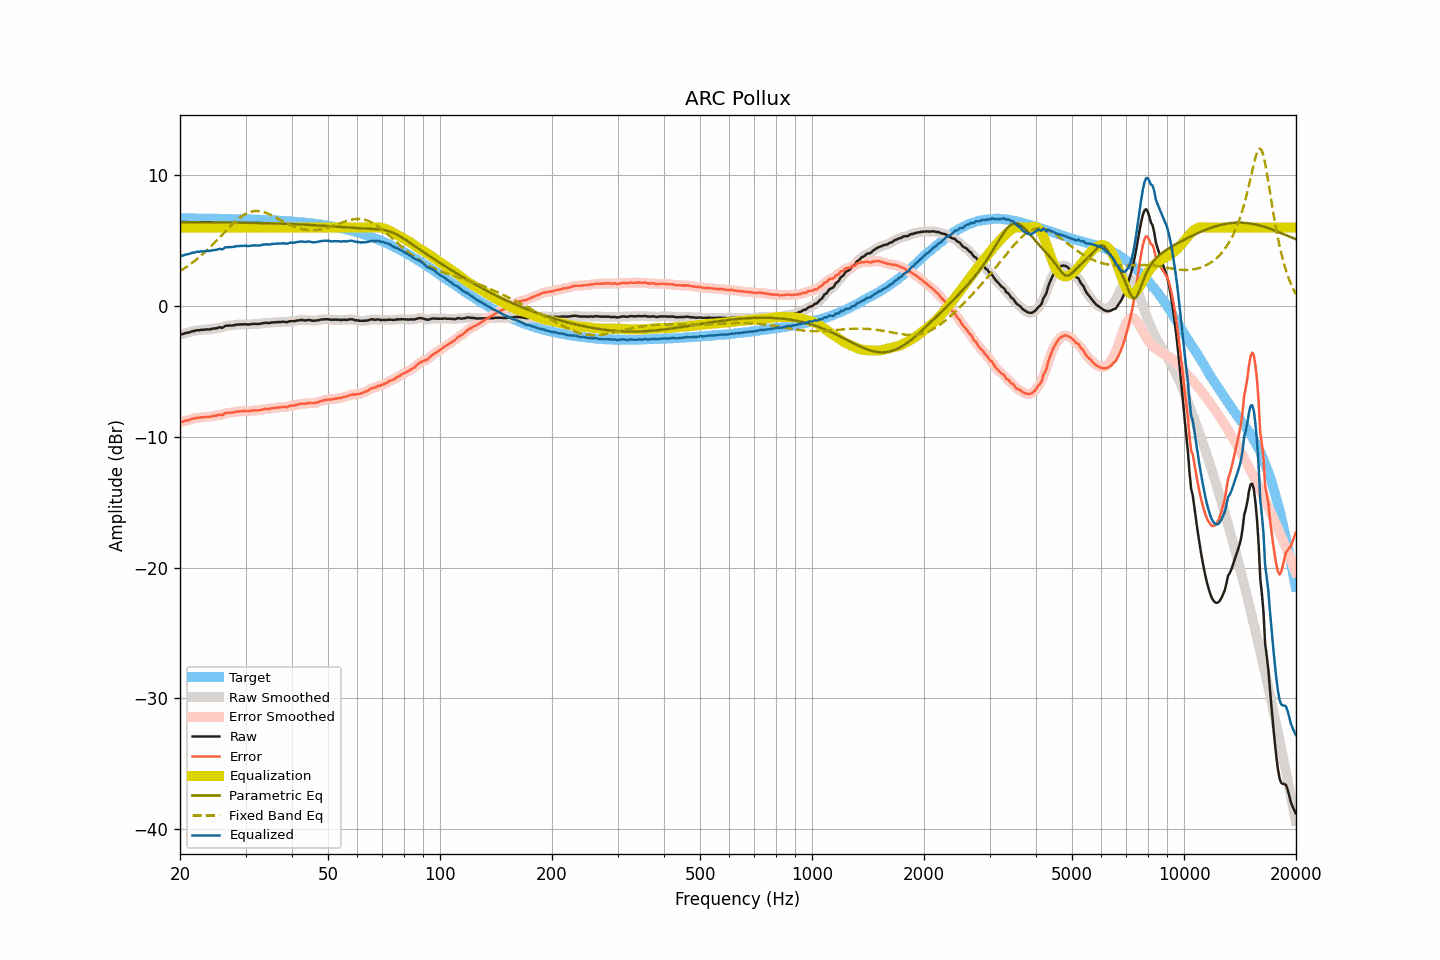 ARC Pollux
Amplitude (dBr)
10
0
−10
−20
−30
−40
Target
Raw Smoothed
Error Smoothed
Raw
Error
Equalization
Parametric Eq
Fixed Band Eq
Equalized
20 50 100 200 500 1000 2000 5000 10000 20000
Frequency (Hz)